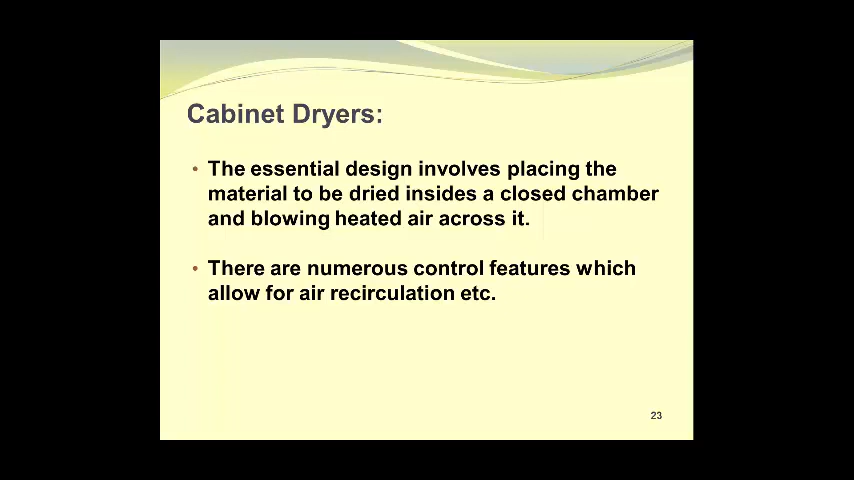 Cabinet Dryers:
• The essential design involves placing the
material to be dried insides a closed chamber
and blowing heated air across it.
• There are numerous control features which
allow for air recirculation etc.
23